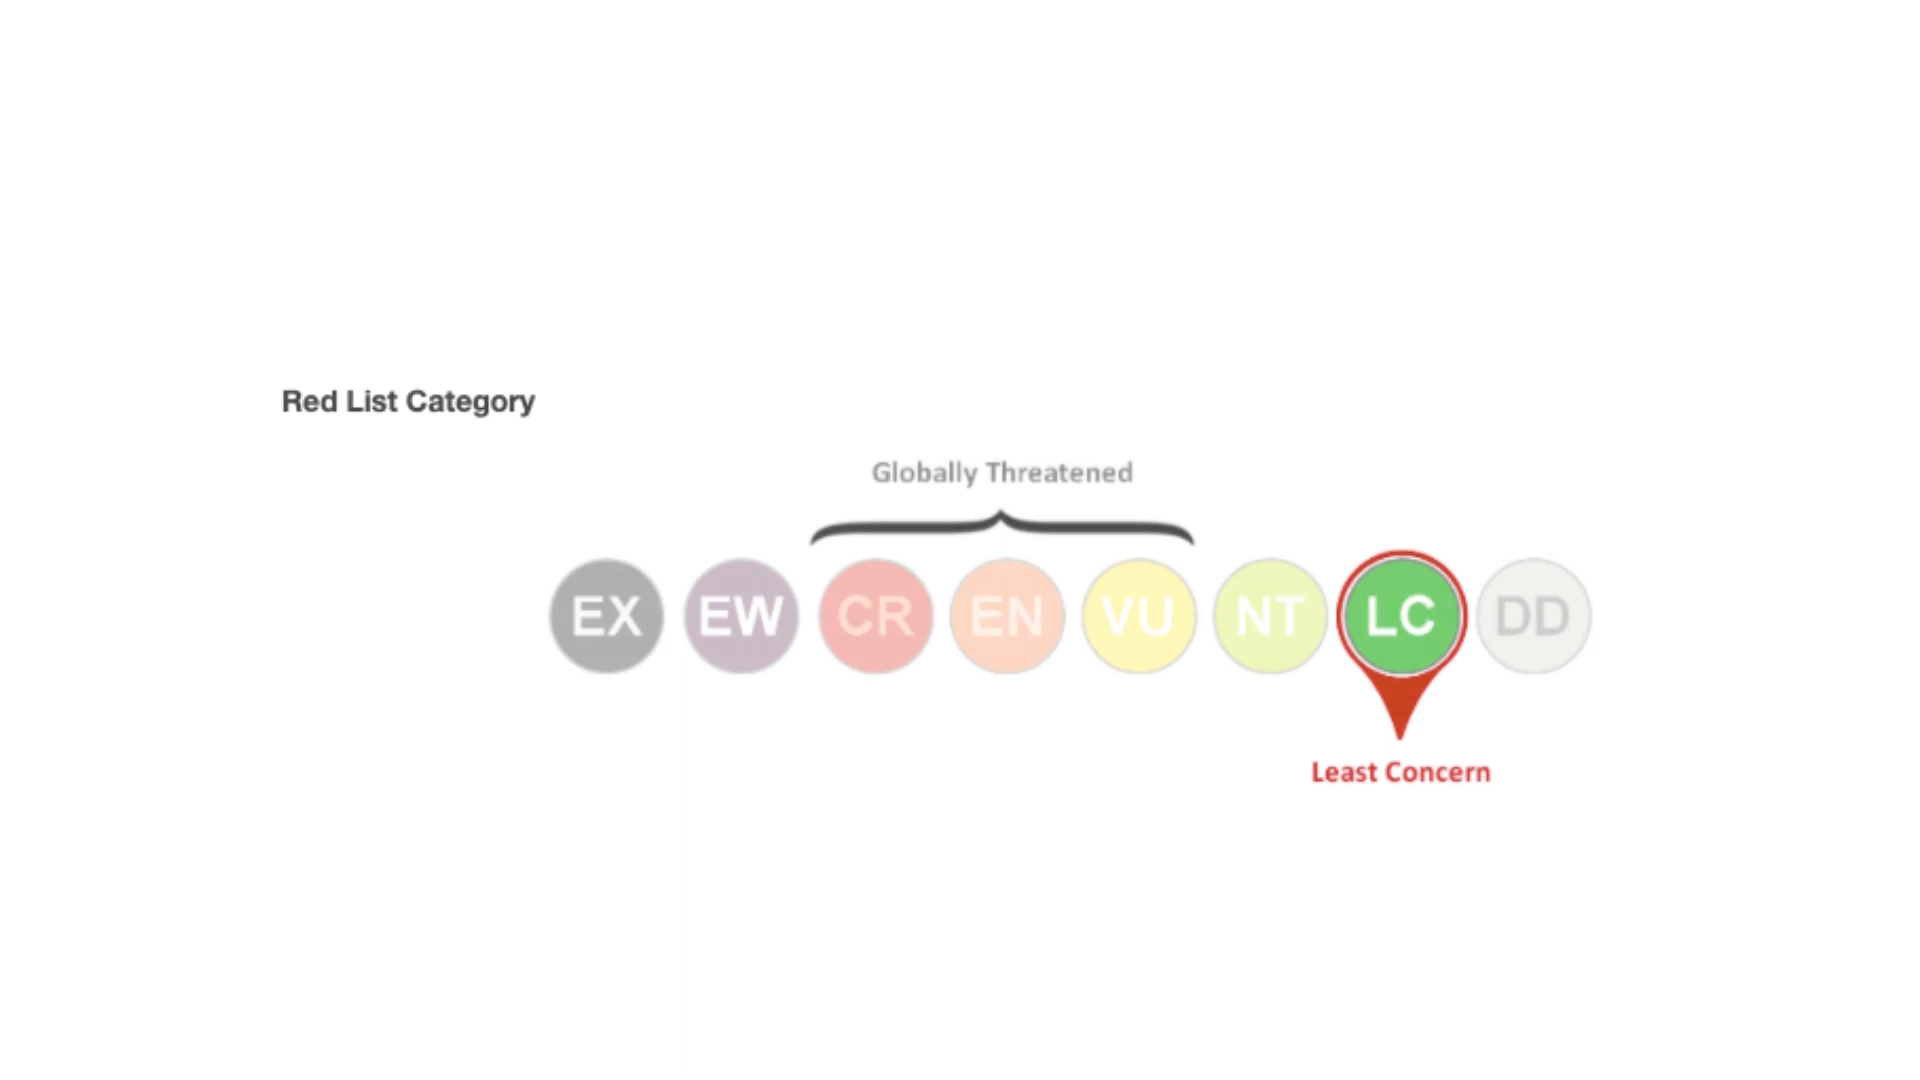 Red List Category
Globally Threatened
EX EW CR EN VU NT LC DD
Least Concern